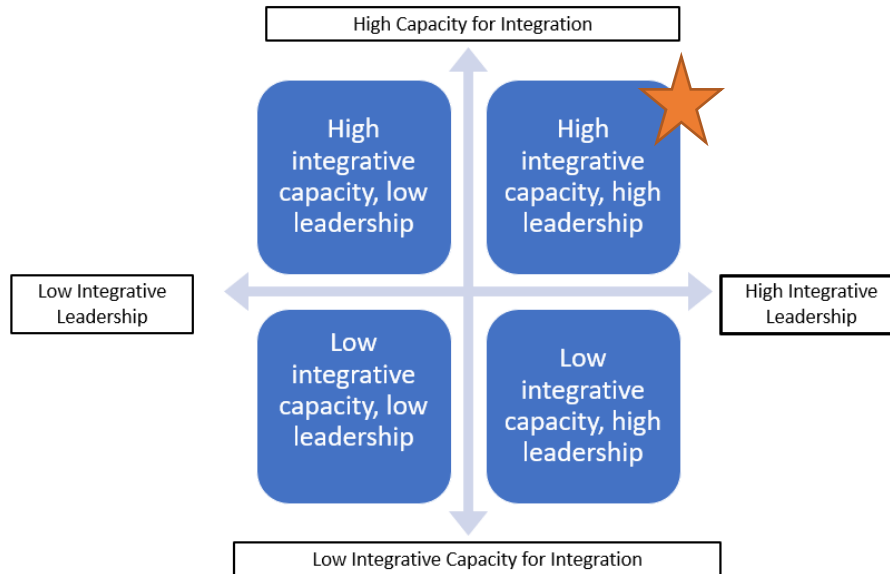 High Capacity for Integration
High
integrative
capacity, low
leadership
High
integrative
capacity, high
leadership
Low Integrative
Leadership
High Integrative
Leadership
Low
integrative
capacity, low
leadership
Low
integrative
capacity, high
leadership
Low Integrative Capacity for Integration